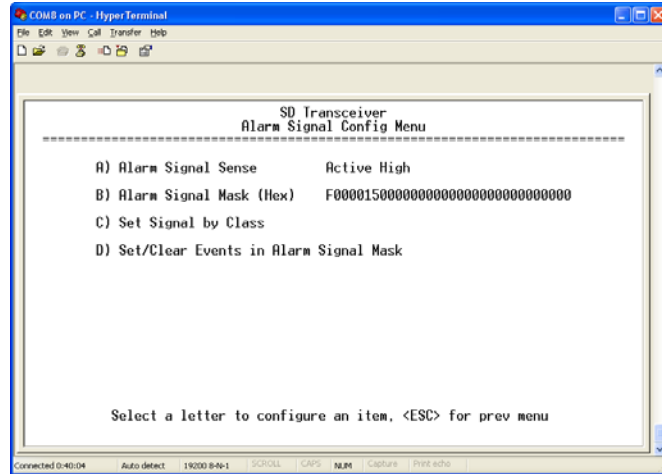 COM8 on PC - HyperTerminal
File Edit View Call Transfer Help
SD Transceiver
Alarm Signal Config Menu
================================================================================
A) Alarm Signal Sense Active High
B) Alarm Signal Mask (Hex) F0000150000000000000000000000000
C) Set Signal by Class
D) Set/Clear Events in Alarm Signal Mask
Select a letter to configure an item, <ESC> for prev menu
Connected 0:40:04 Auto detect 19200 8-N-1 SCROLL CAPS NUM Capture Print echo